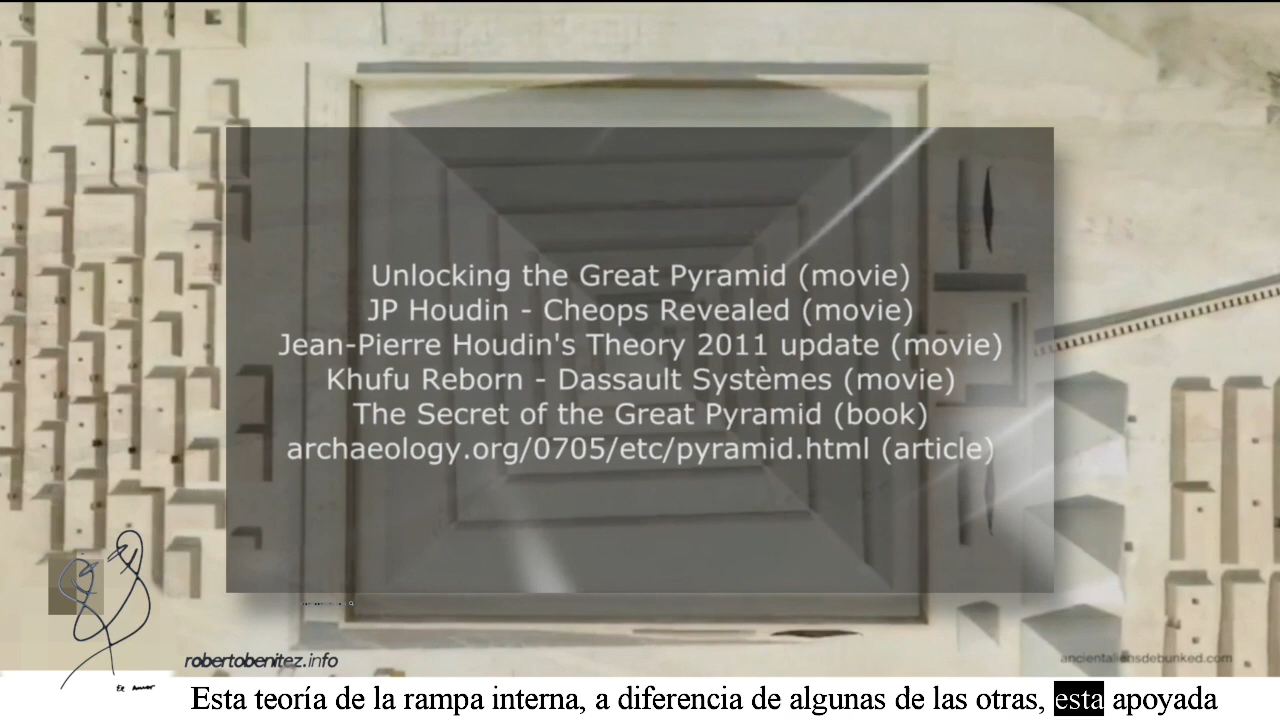 Unlocking the Great Pyramid (movie)
JP Houdin - Cheops Revealed (movie)
Jean-Pierre Houdin's Theory 2011 update (movie)
Khufu Reborn - Dassault Systèmes (movie)
The Secret of the Great Pyramid (book)
archaeology.org/0705/etc/pyramid.html (article)
robertobenitez.info
ancientaliensdebunked.com
Esta teoría de la rampa interna, a diferencia de algunas de las otras, esta apoyada